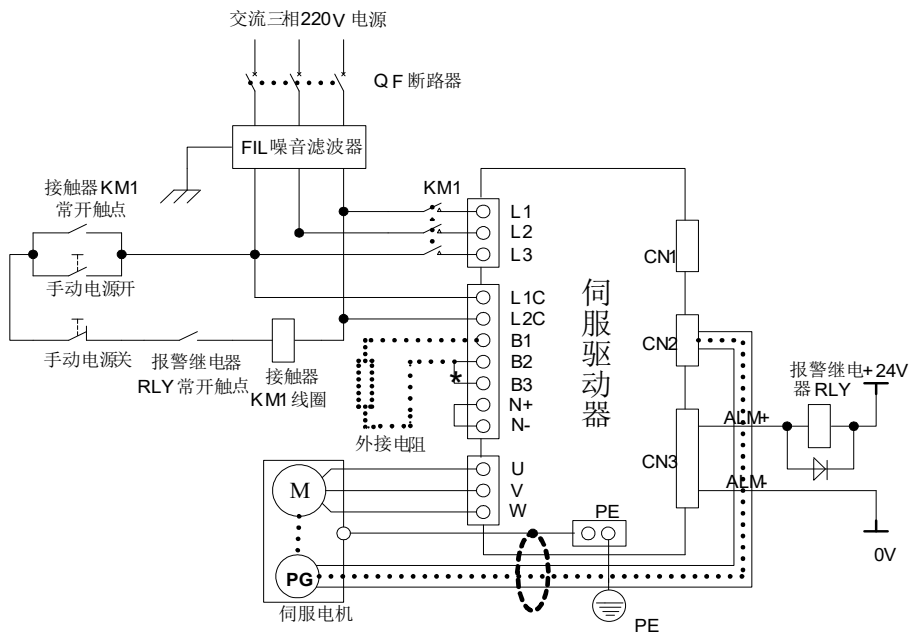 交流三相220V 电源
QF 断路器
FIL 噪音滤波器
接触器 KM1
常开触点
KM1
手动电源开
手动电源关
报警继电器
RLY 常开触点
接触器
KM1 线圈
L1
L2
L3
L1C
L2C
B1
B2
*
B3
N+
N-
外接电阻
U
V
W
伺服驱动器
CN1
CN2
CN3
报警继电
器 RLY
+24V
ALM+
ALM-
0V
M
PG
伺服电机
PE
PE